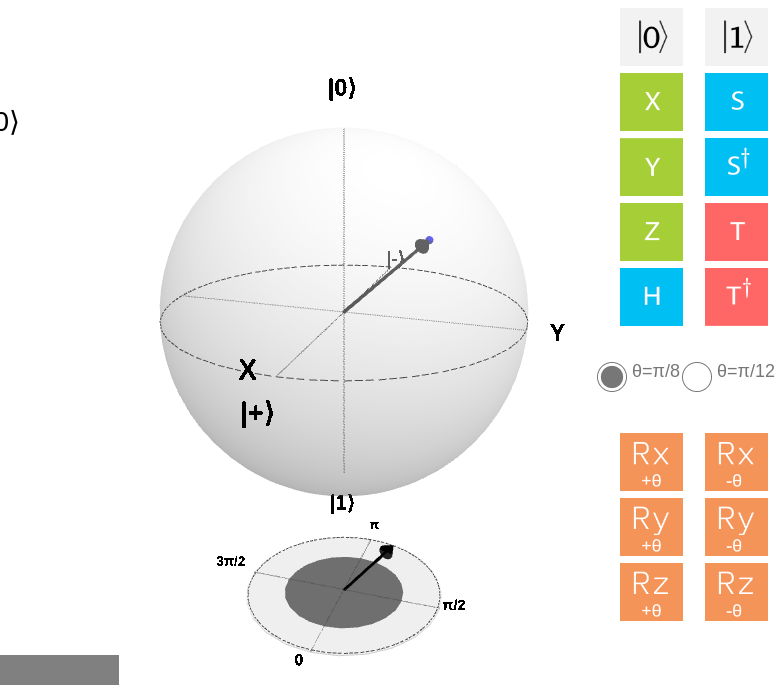 |0⟩ |1⟩
|0⟩
0⟩
X S
Y S†
Z T
|-⟩
H T†
Y
X
θ=π/8 θ=π/12
|+⟩
Rx Rx
+θ -θ
|1⟩
Ry Ry
+θ -θ
π
3π/2
Rz Rz
+θ -θ
π/2
0